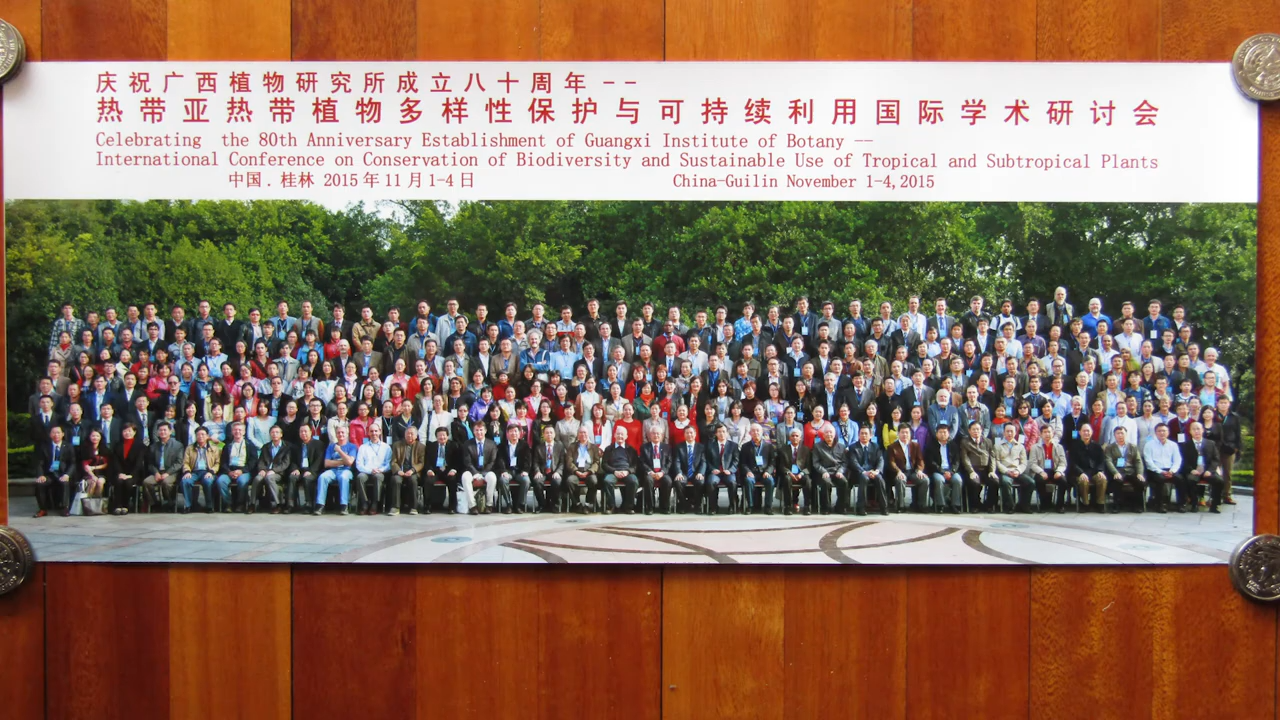 庆祝广西植物研究所成立八十周年--
热带亚热带植物多样性保护与可持续利用国际学术研讨会
Celebrating the 80th Anniversary Establishment of Guangxi Institute of Botany --
International Conference on Conservation of Biodiversity and Sustainable Use of Tropical and Subtropical Plants
中国.桂林 2015年11月1-4日 China-Guilin November 1-4,2015